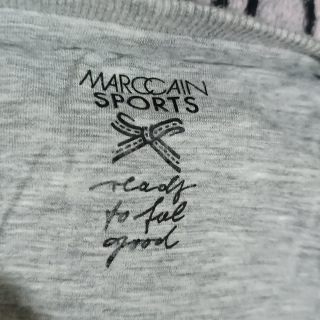 MARCCAIN
SPORTS
ready
to feel
good